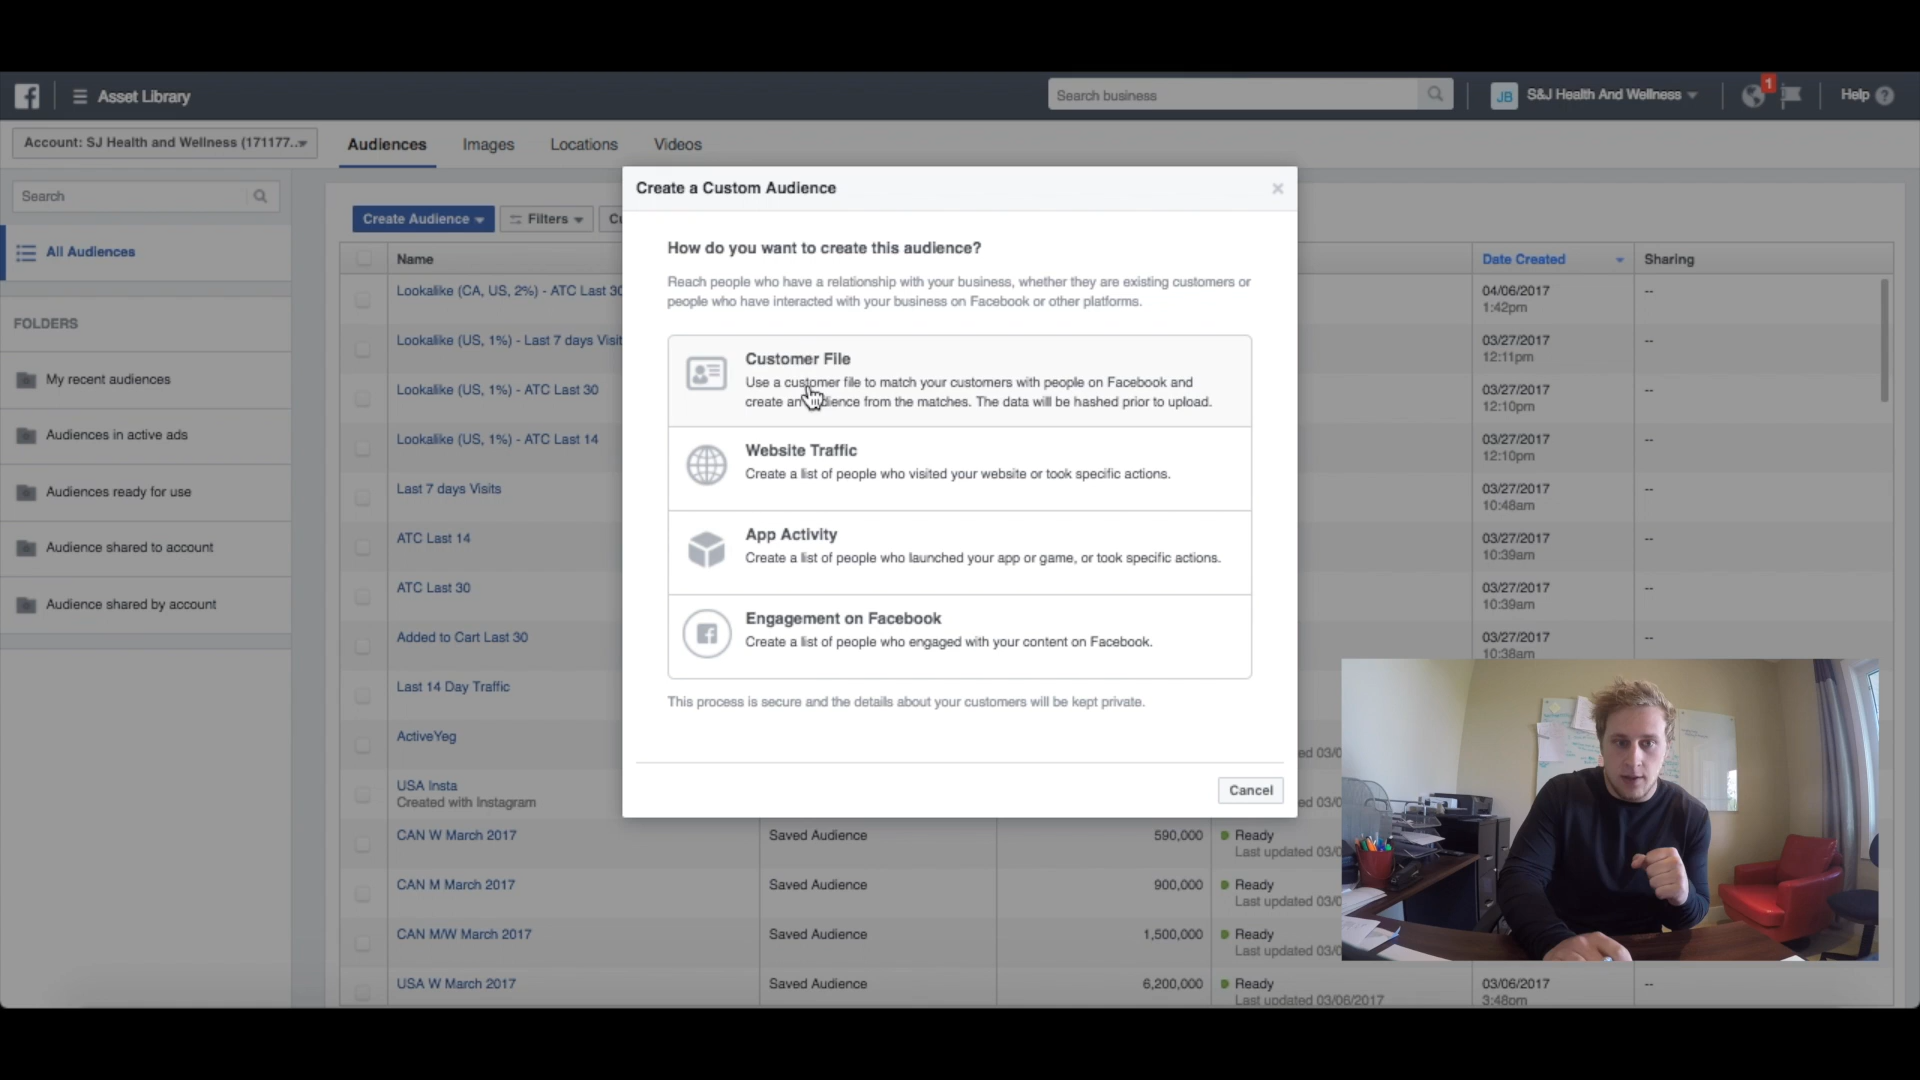 Asset Library
Search business
JB
S&J Health And Wellness
1
Help
Account: SJ Health and Wellness (171177...
Audiences
Images
Locations
Videos
Search
All Audiences
FOLDERS
My recent audiences
Audiences in active ads
Audiences ready for use
Audience shared to account
Audience shared by account
Create Audience
Filters
Name
Date Created
Sharing
Lookalike (CA, US, 2%) - ATC Last 30
04/06/2017
1:42pm
--
Lookalike (US, 1%) - Last 7 days Visit
03/27/2017
12:11pm
--
Lookalike (US, 1%) - ATC Last 30
03/27/2017
12:10pm
--
Lookalike (US, 1%) - ATC Last 14
03/27/2017
12:10pm
--
Last 7 days Visits
03/27/2017
10:48am
--
ATC Last 14
03/27/2017
10:39am
--
ATC Last 30
03/27/2017
10:39am
--
Added to Cart Last 30
03/27/2017
10:38am
--
Last 14 Day Traffic
ActiveYeg
USA Insta
Created with Instagram
CAN W March 2017
Saved Audience
590,000
Ready
Last updated 03/0
CAN M March 2017
Saved Audience
900,000
Ready
Last updated 03/0
CAN M/W March 2017
Saved Audience
1,500,000
Ready
Last updated 03/0
USA W March 2017
Saved Audience
6,200,000
Ready
Last updated 03/06/2017
03/06/2017
3:48pm
--
Create a Custom Audience
How do you want to create this audience?
Reach people who have a relationship with your business, whether they are existing customers or
people who have interacted with your business on Facebook or other platforms.
Customer File
Use a customer file to match your customers with people on Facebook and
create an audience from the matches. The data will be hashed prior to upload.
Website Traffic
Create a list of people who visited your website or took specific actions.
App Activity
Create a list of people who launched your app or game, or took specific actions.
Engagement on Facebook
Create a list of people who engaged with your content on Facebook.
This process is secure and the details about your customers will be kept private.
Cancel